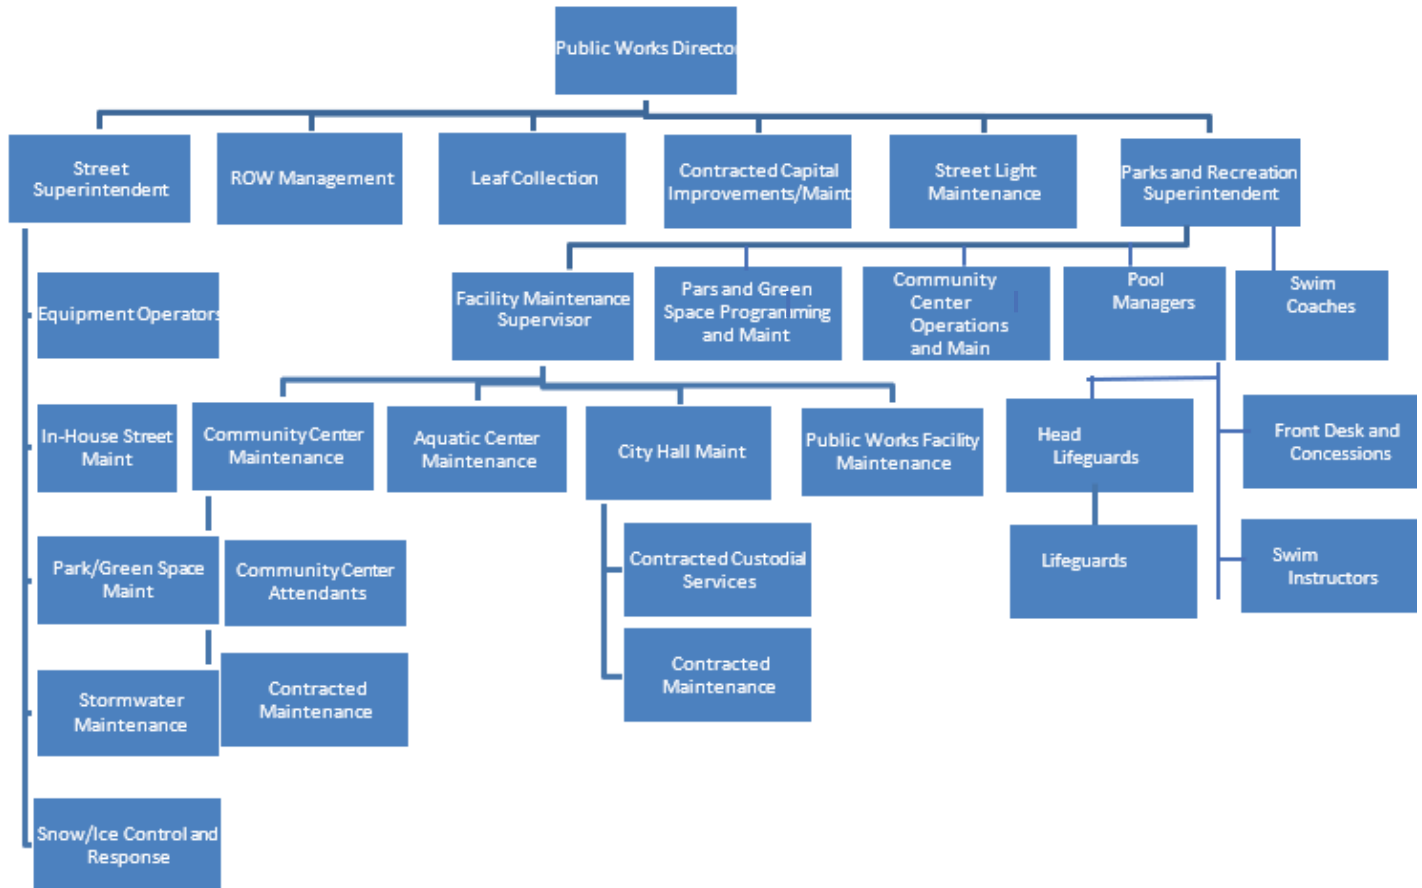 Public Works Directo
Street
Superintendent
ROW Management
Leaf Collection
Contracted Capital
Improvements/Maint
Street Light
Maintenance
Parks and Recreation
Superintendent
Equipment Operators
Facility Maintenance
Supervisor
Pars and Green
Space Programming
and Maint
Community
Center
Operations
and Main
Pool
Managers
Swim
Coaches
In-House Street
Maint
Community Center
Maintenance
Aquatic Center
Maintenance
City Hall Maint
Public Works Facility
Maintenance
Head
Lifeguards
Front Desk and
Concessions
Park/Green Space
Maint
Community Center
Attendants
Contracted Custodial
Services
Lifeguards
Swim
Instructors
Stormwater
Maintenance
Contracted
Maintenance
Contracted
Maintenance
Snow/Ice Control and
Response